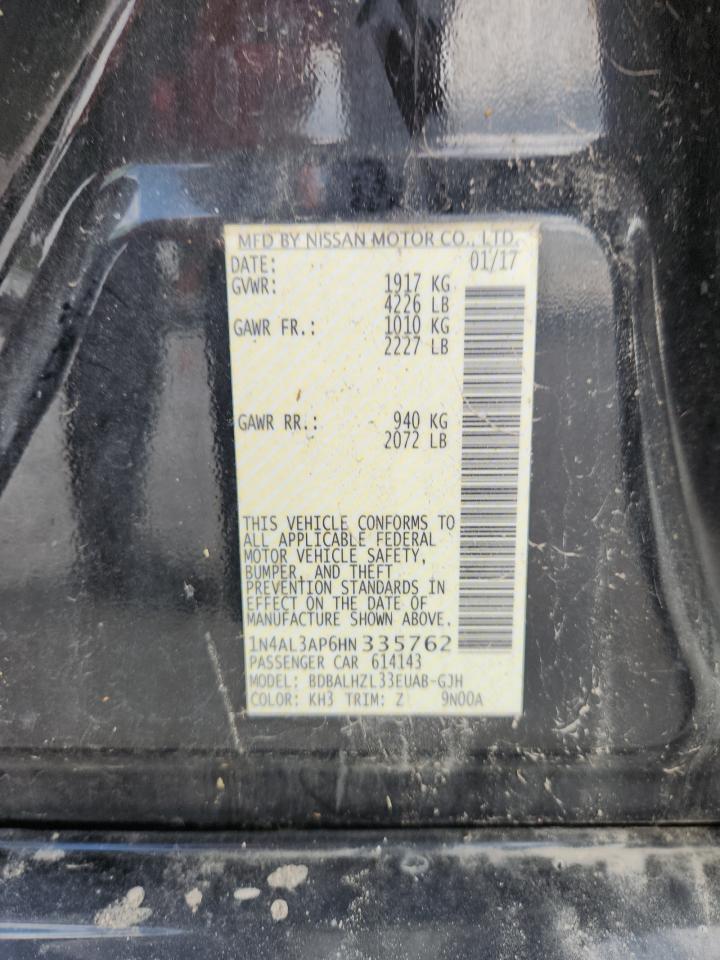 MFD BY NISSAN MOTOR CO., LTD.
DATE: 01/17
GVWR: 1917 KG
4226 LB
GAWR FR.: 1010 KG
2227 LB
GAWR RR.: 940 KG
2072 LB
THIS VEHICLE CONFORMS TO
ALL APPLICABLE FEDERAL
MOTOR VEHICLE SAFETY,
BUMPER, AND THEFT
PREVENTION STANDARDS IN
EFFECT ON THE DATE OF
MANUFACTURE SHOWN ABOVE.
1N4AL3AP6HN335762
PASSENGER CAR 614143
MODEL: BDBALHZL33EUAB-GJH
COLOR: KH3 TRIM: Z 9N00A